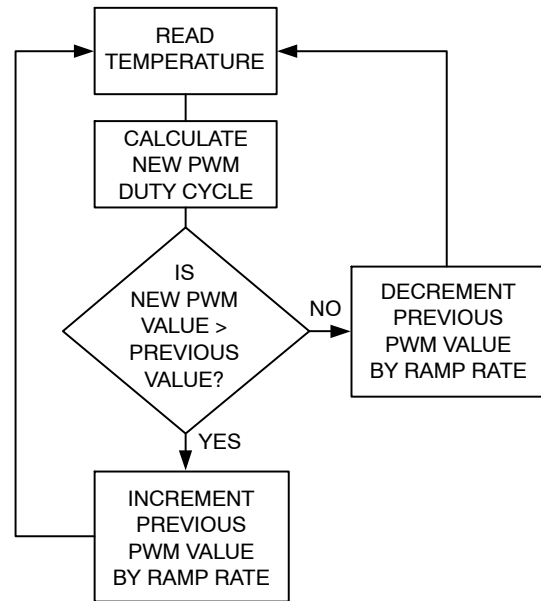 READ
TEMPERATURE
CALCULATE
NEW PWM
DUTY CYCLE
IS
NEW PWM
VALUE >
PREVIOUS
VALUE?
NO
DECREMENT
PREVIOUS
PWM VALUE
BY RAMP RATE
YES
INCREMENT
PREVIOUS
PWM VALUE
BY RAMP RATE